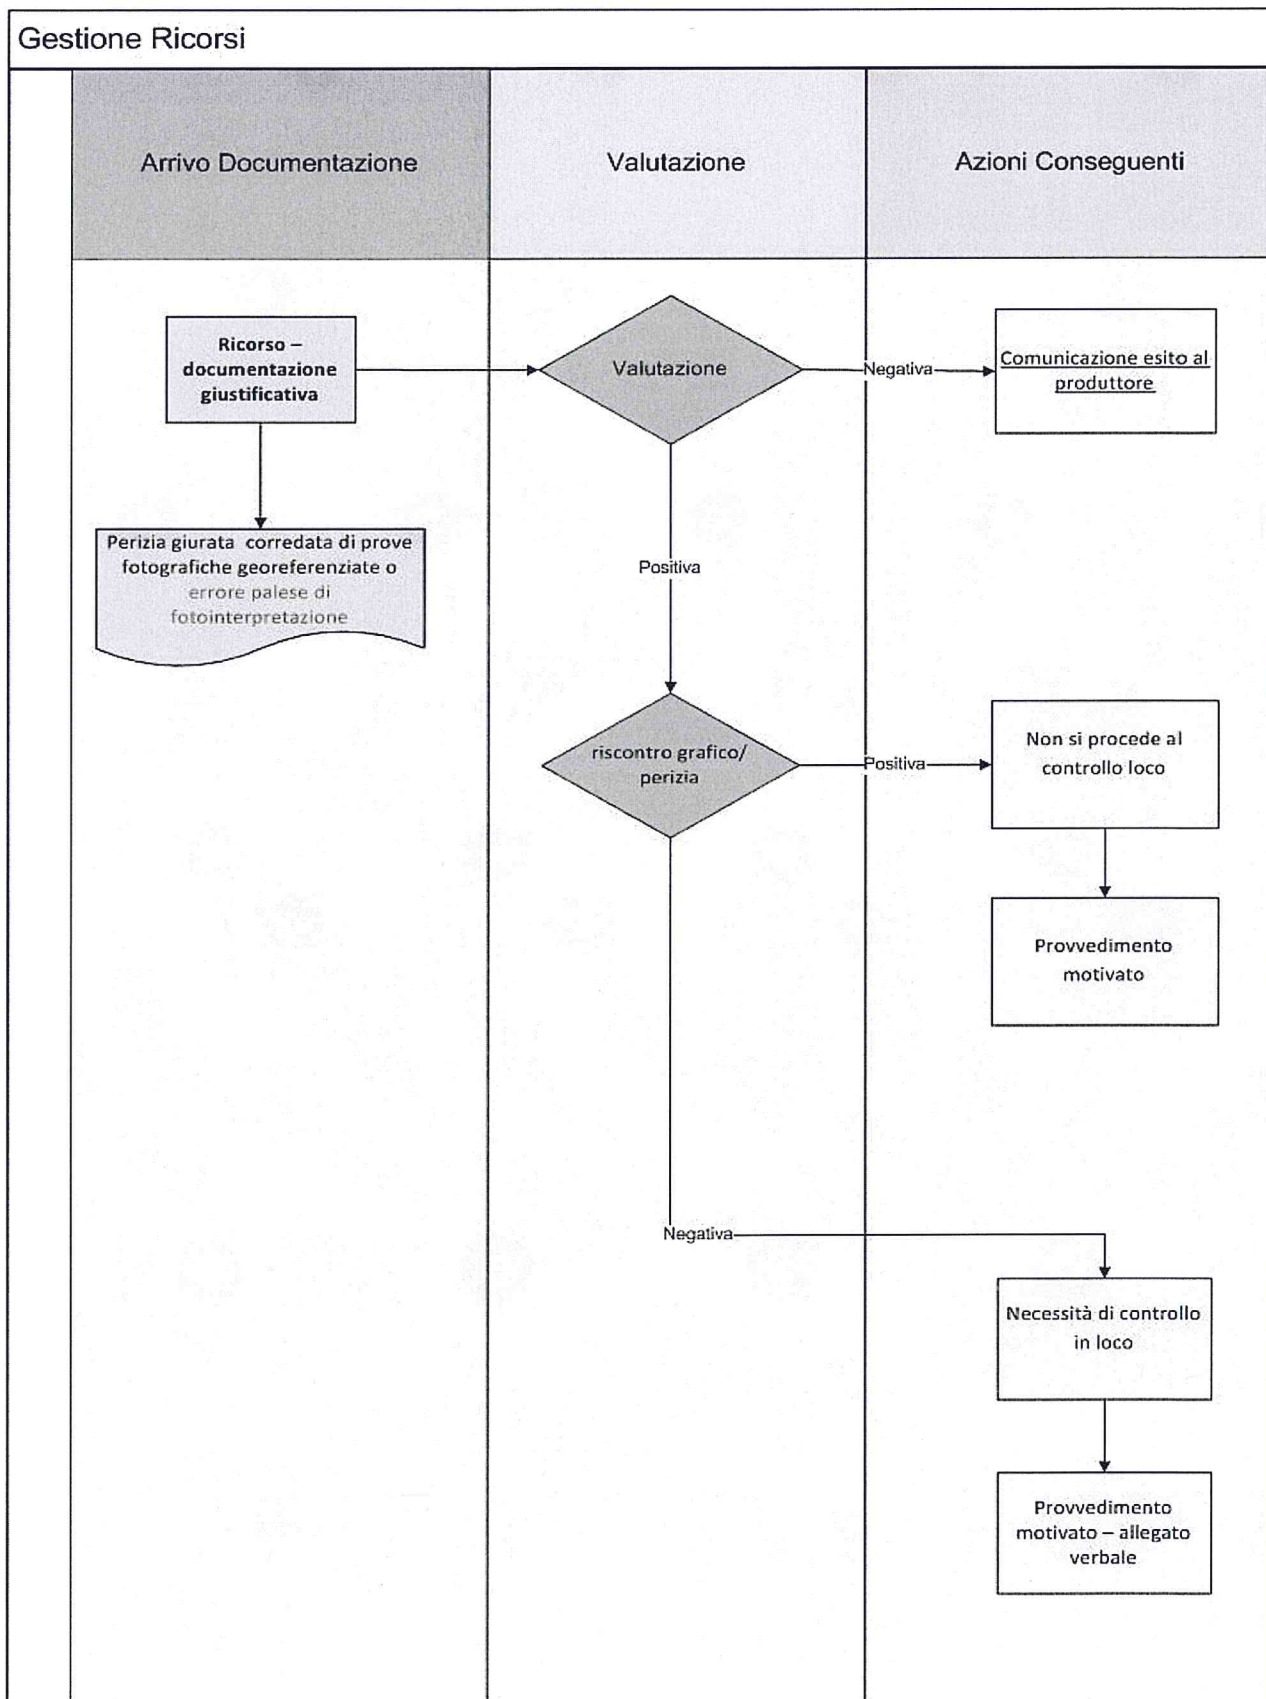 Gestione Ricorsi
Arrivo Documentazione
Valutazione
Azioni Conseguenti
Ricorso –
documentazione
giustificativa
Valutazione
Negativa
Comunicazione esito al
produttore
Perizia giurata corredata di prove
fotografiche georeferenziate o
errore palese di
fotointerpretazione
Positiva
riscontro grafico/
perizia
Positiva
Non si procede al
controllo loco
Provvedimento
motivato
Negativa
Necessità di controllo
in loco
Provvedimento
motivato – allegato
verbale